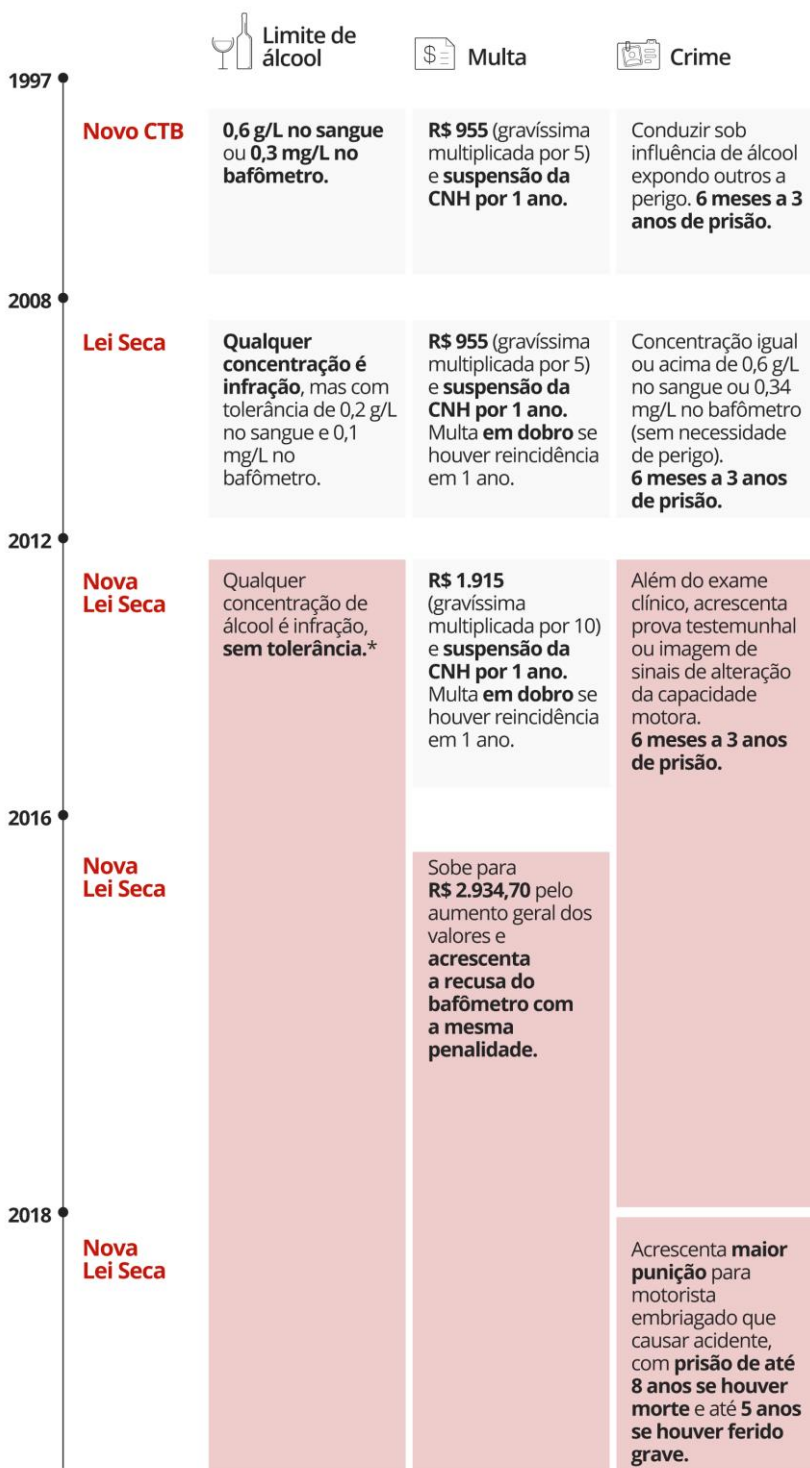 Limite de
álcool
Multa
Crime
1997
Novo CTB
0,6 g/L no sangue
ou 0,3 mg/L no
bafômetro.
R$ 955 (gravíssima
multiplicada por 5)
e suspensão da
CNH por 1 ano.
Conduzir sob
influência de álcool
expondo outros a
perigo. 6 meses a 3
anos de prisão.
2008
Lei Seca
Qualquer
concentração é
infração, mas com
tolerância de 0,2 g/L
no sangue e 0,1
mg/L no
bafômetro.
R$ 955 (gravíssima
multiplicada por 5)
e suspensão da
CNH por 1 ano.
Multa em dobro se
houver reincidência
em 1 ano.
Concentração igual
ou acima de 0,6 g/L
no sangue ou 0,34
mg/L no bafômetro
(sem necessidade
de perigo).
6 meses a 3 anos
de prisão.
2012
Nova
Lei Seca
Qualquer
concentração de
álcool é infração,
sem tolerância.*
R$ 1.915
(gravíssima
multiplicada por 10)
e suspensão da
CNH por 1 ano.
Multa em dobro se
houver reincidência
em 1 ano.
Além do exame
clínico, acrescenta
prova testemunhal
ou imagem de
sinais de alteração
da capacidade
motora.
6 meses a 3 anos
de prisão.
2016
Nova
Lei Seca
Sobe para
R$ 2.934,70 pelo
aumento geral dos
valores e
acrescenta
a recusa do
bafômetro com
a mesma
penalidade.
2018
Nova
Lei Seca
Acrescenta maior
punição para
motorista
embriagado que
causar acidente,
com prisão de até
8 anos se houver
morte e até 5 anos
se houver ferido
grave.